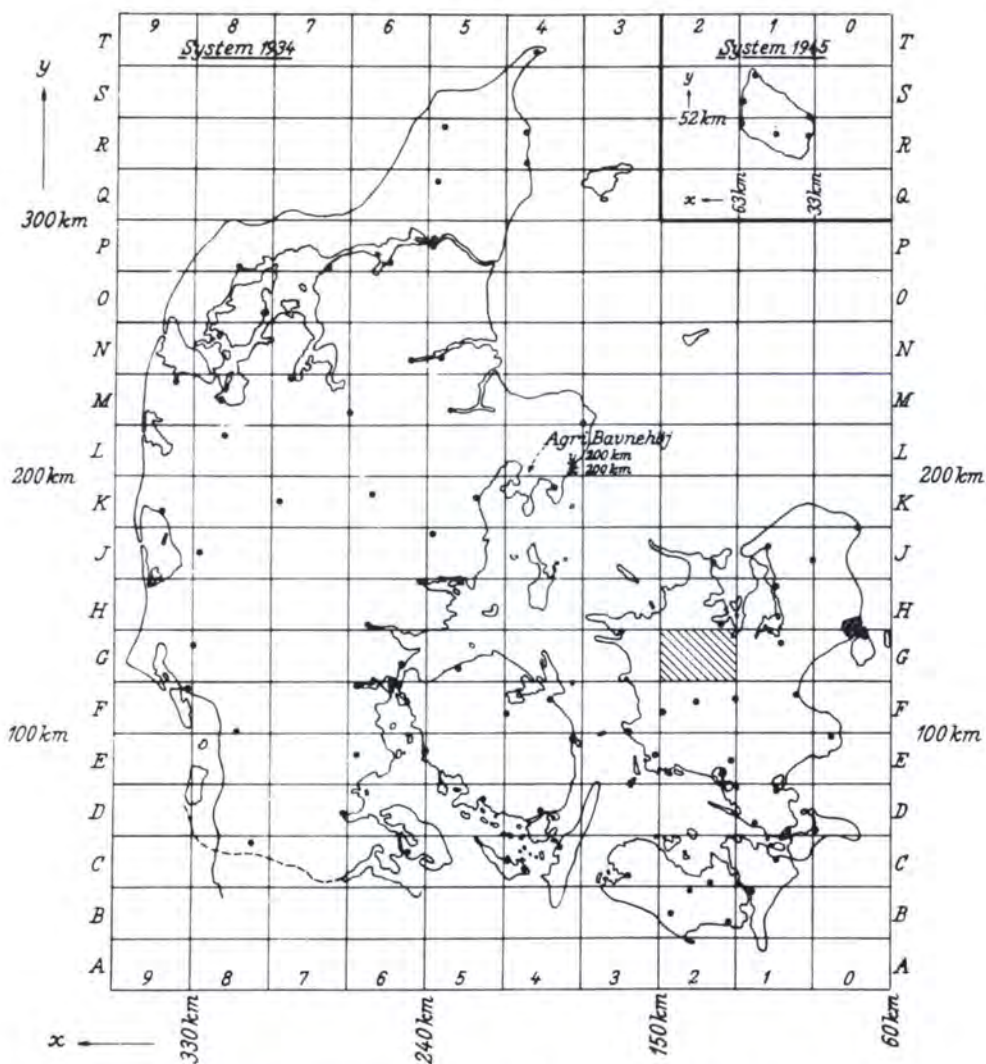 9 8 7 6 5 4 3 2 1 0
System 1934 System 1945
y
T T
S S
y
52 km
R R
Q Q
x
63 km
33 km
300 km
P P
O O
N N
M M
Agri Bavnehøj
L L
y 200 km
x 200 km
200 km 200 km
K K
J J
H H
G G
F F
100 km 100 km
E E
D D
C C
B B
A A
9 8 7 6 5 4 3 2 1 0
x
330 km
240 km
150 km
60 km